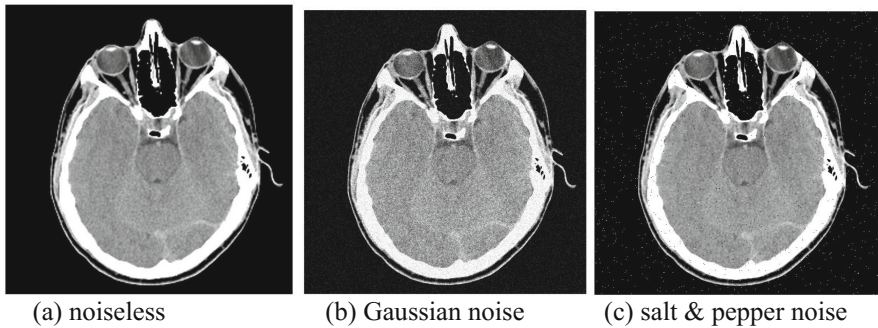 (a) noiseless
(b) Gaussian noise
(c) salt & pepper noise